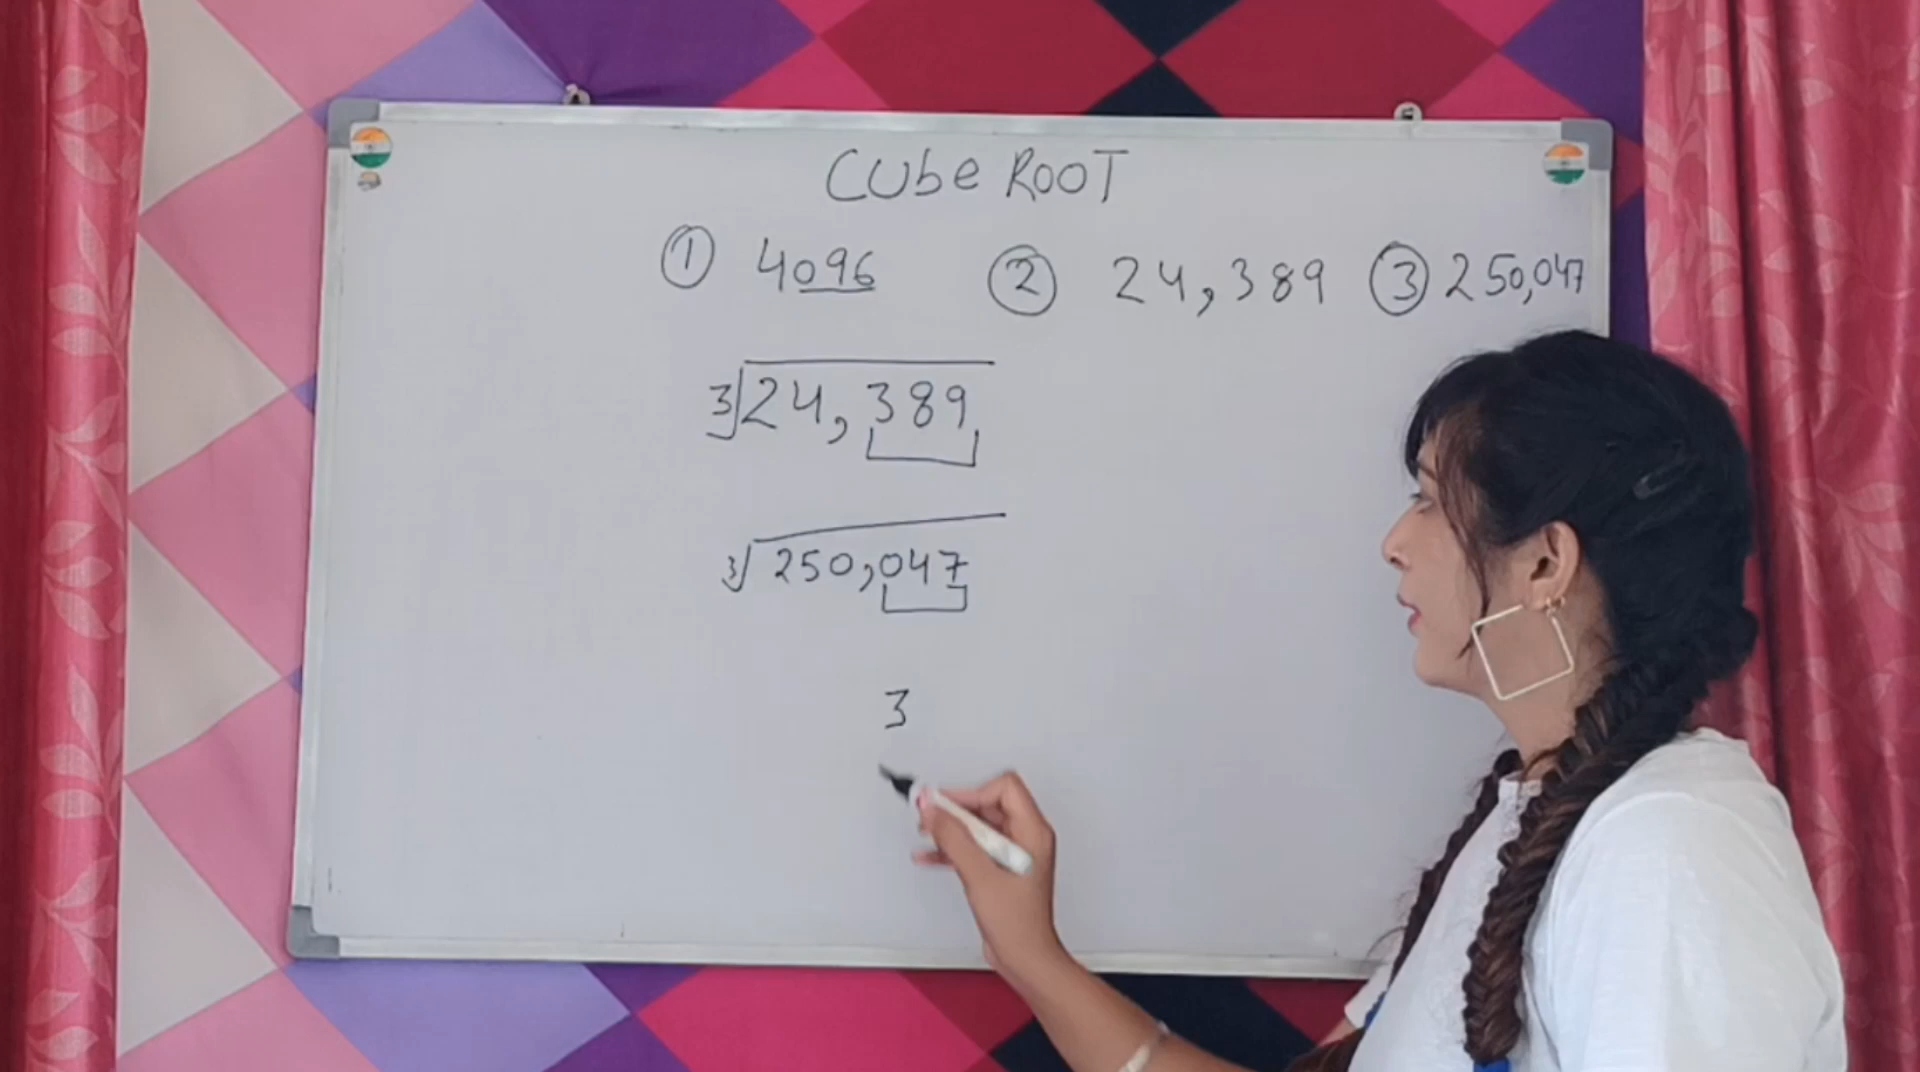 CUbe ROOT
① 4096 ② 24,389 ③ 250,047
∛24,389
∛250,047
3